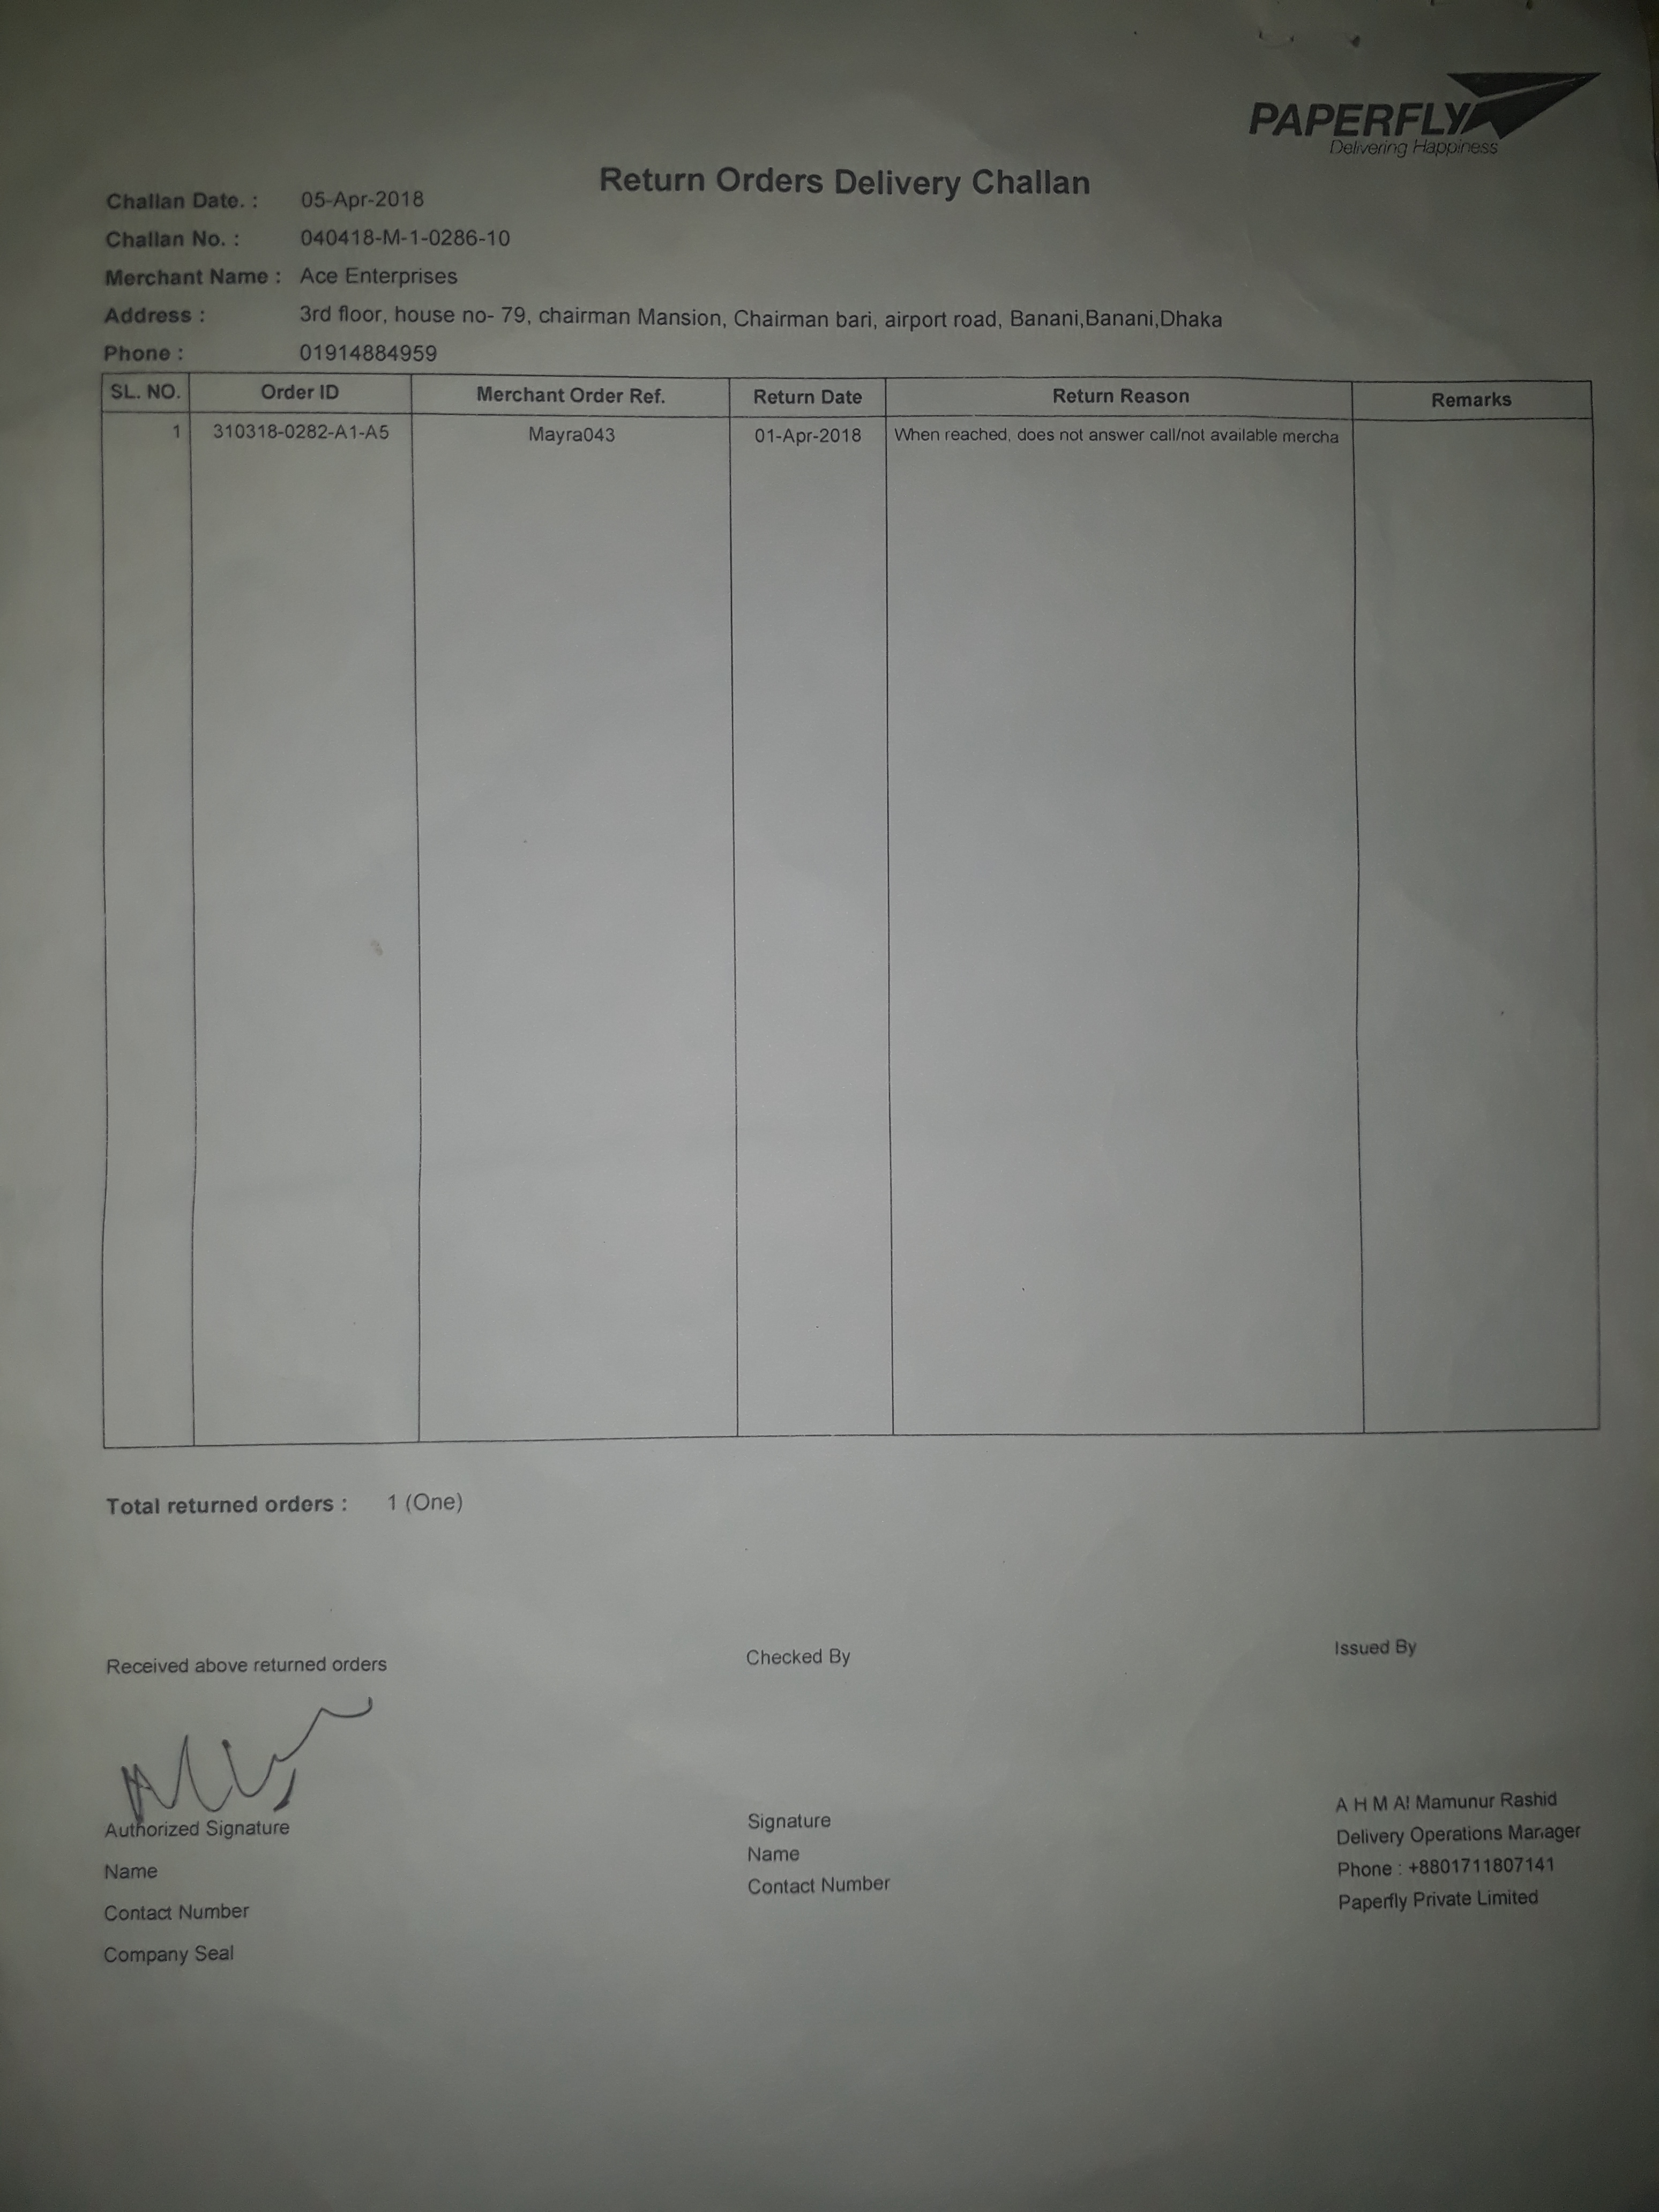 PAPERFLY
Delivering Happiness
Return Orders Delivery Challan
Challan Date. : 05-Apr-2018
Challan No. : 040418-M-1-0286-10
Merchant Name : Ace Enterprises
Address : 3rd floor, house no- 79, chairman Mansion, Chairman bari, airport road, Banani,Banani,Dhaka
Phone : 01914884959
SL. NO. Order ID Merchant Order Ref. Return Date Return Reason Remarks
1 310318-0282-A1-A5 Mayra043 01-Apr-2018 When reached, does not answer call/not available mercha
Total returned orders : 1 (One)
Received above returned orders Checked By Issued By
Authorized Signature
Name
Contact Number
Company Seal
Signature
Name
Contact Number
A H M Al Mamunur Rashid
Delivery Operations Manager
Phone : +8801711807141
Paperfly Private Limited